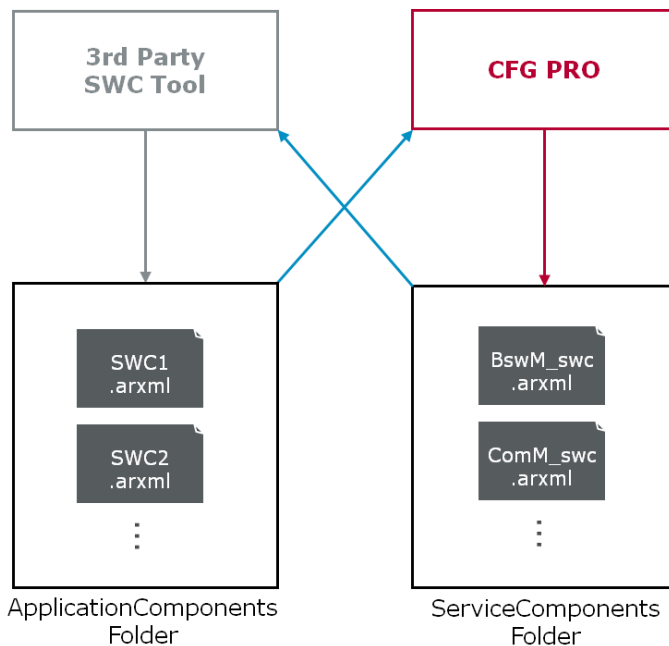 3rd Party
SWC Tool
CFG PRO
SWC1
.arxml
SWC2
.arxml
BswM_swc
.arxml
ComM_swc
.arxml
ApplicationComponents
Folder
ServiceComponents
Folder